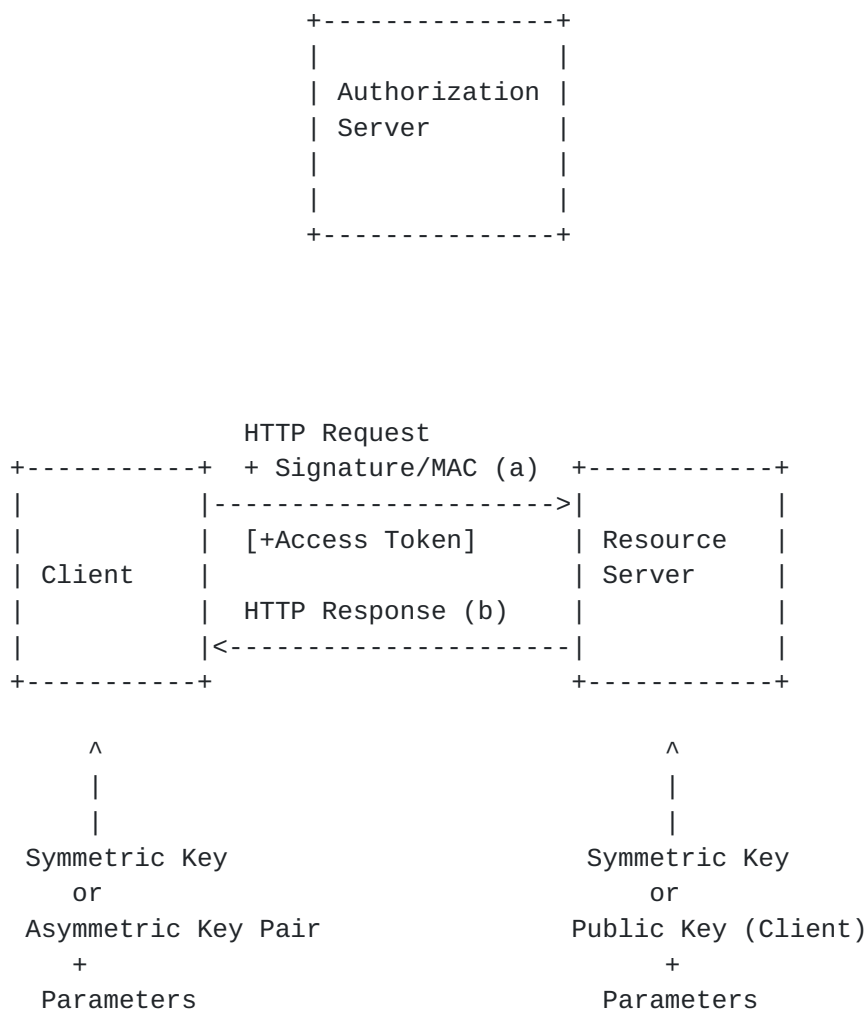 Authorization
Server
HTTP Request
+ Signature/MAC (a)
[+Access Token]
Resource
Client
Server
HTTP Response (b)
^ ^
Symmetric Key Symmetric Key
or or
Asymmetric Key Pair Public Key (Client)
+ +
Parameters Parameters